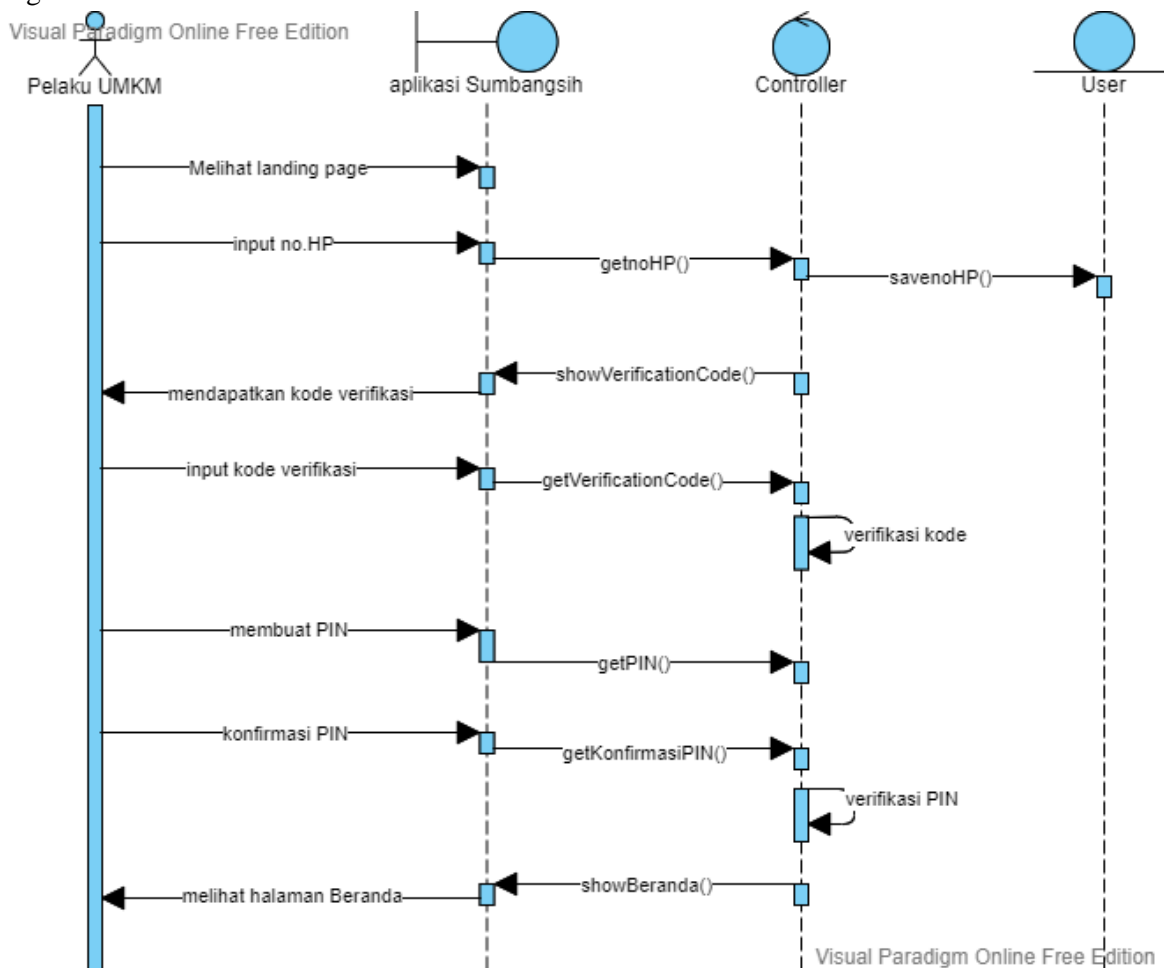 Visual Paradigm Online Free Edition
Pelaku UMKM
aplikasi Sumbangsih
Controller
User
Melihat landing page
input no.HP
getnoHP()
savenoHP()
showVerificationCode()
mendapatkan kode verifikasi
input kode verifikasi
getVerificationCode()
verifikasi kode
membuat PIN
getPIN()
konfirmasi PIN
getKonfirmasiPIN()
verifikasi PIN
showBeranda()
melihat halaman Beranda
Visual Paradigm Online Free Edition